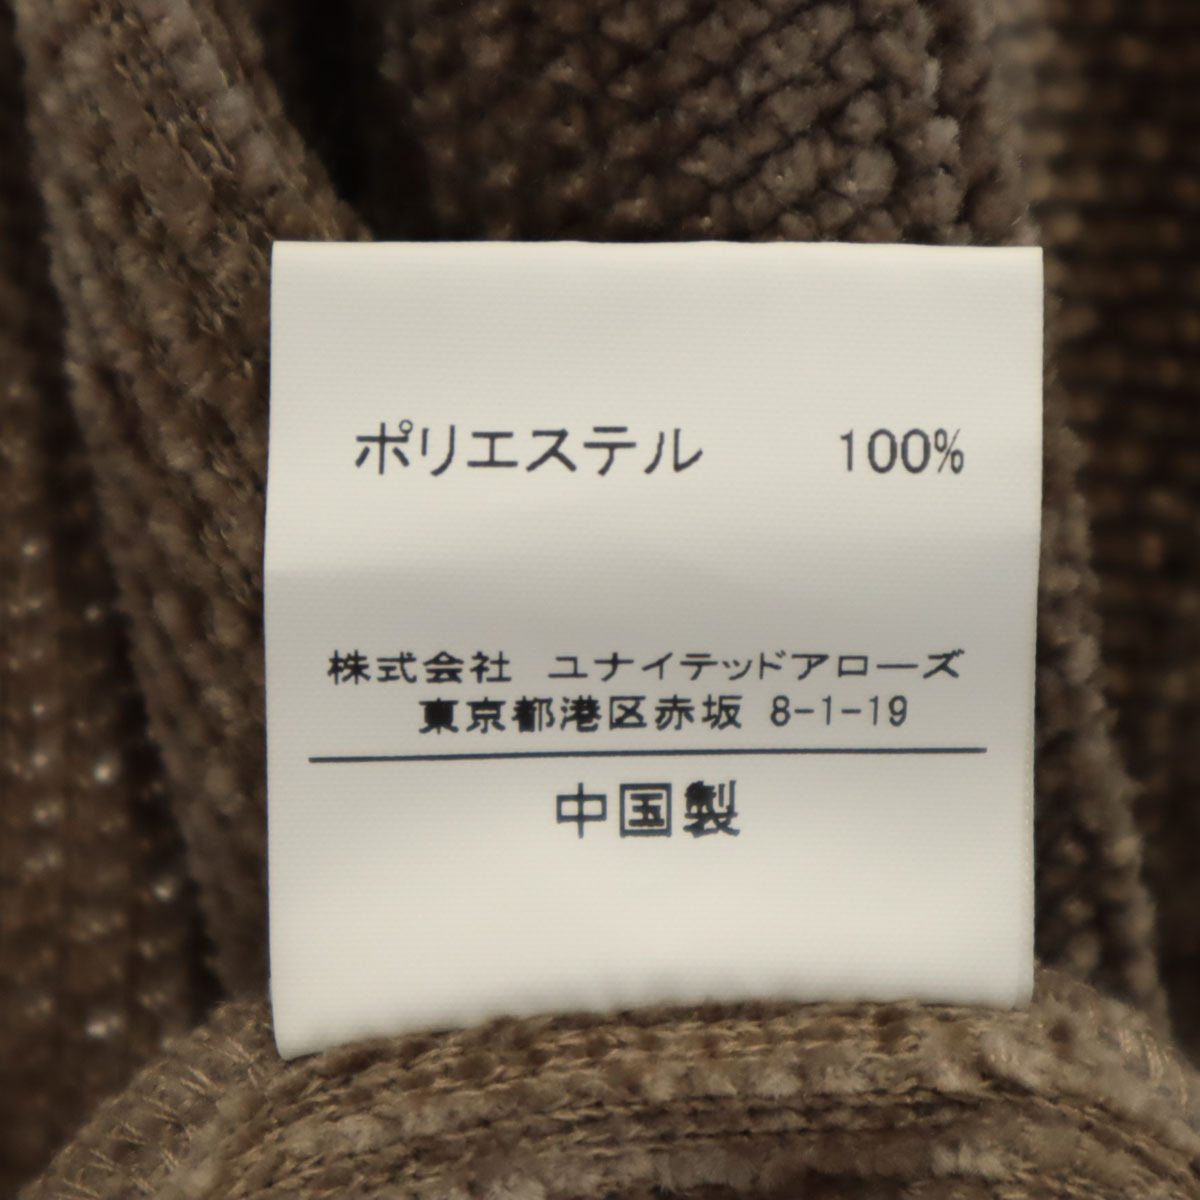 ポリエステル 100%
株式会社 ユナイテッドアローズ
東京都港区赤坂 8-1-19
中国製